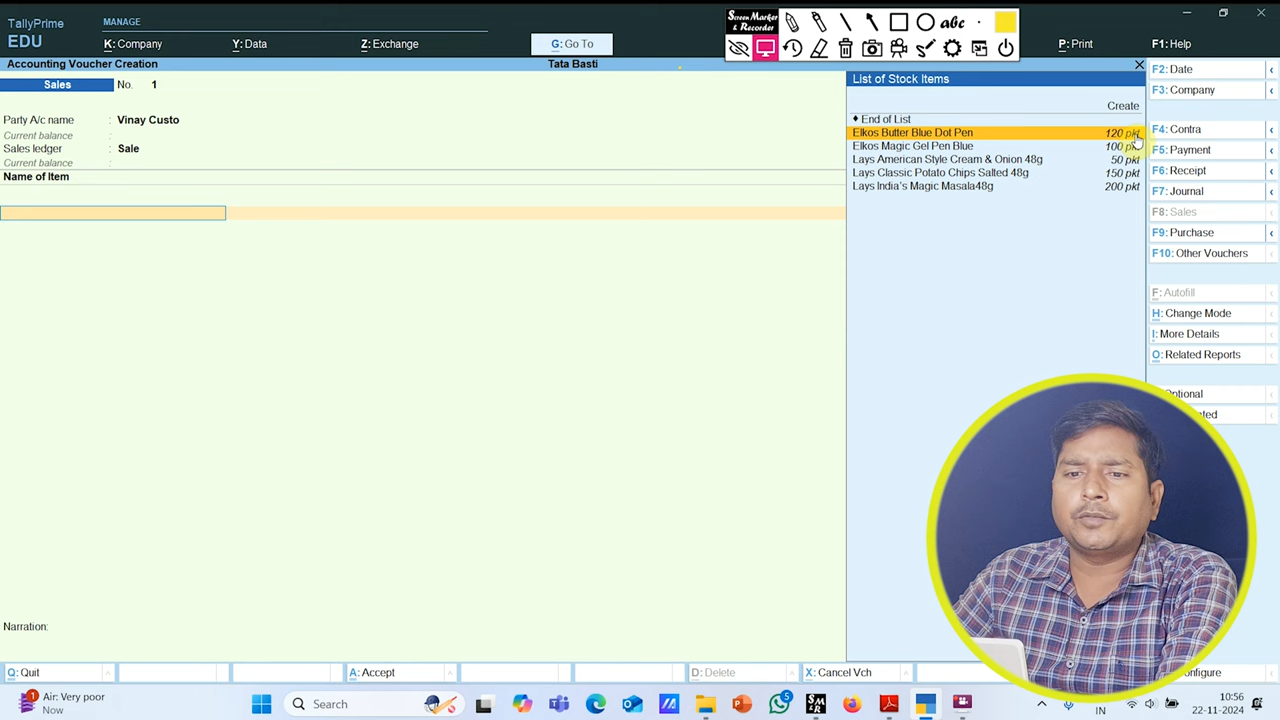 TallyPrime
EDU
MANAGE
K: Company
Y: Data
Z: Exchange
G: Go To
Screen Marker & Recorder
abc
P: Print
F1: Help
Accounting Voucher Creation
Tata Basti
Sales No. 1
Party A/c name : Vinay Custo
Current balance :
Sales ledger : Sale
Current balance :
Name of Item
List of Stock Items
Create
♦ End of List
Elkos Butter Blue Dot Pen 120 pkt
Elkos Magic Gel Pen Blue 100 pkt
Lays American Style Cream & Onion 48g 50 pkt
Lays Classic Potato Chips Salted 48g 150 pkt
Lays India's Magic Masala48g 200 pkt
F2: Date
F3: Company
F4: Contra
F5: Payment
F6: Receipt
F7: Journal
F8: Sales
F9: Purchase
F10: Other Vouchers
F: Autofill
H: Change Mode
I: More Details
O: Related Reports
Optional
Narration:
Q: Quit
A: Accept
D: Delete
X: Cancel Vch
1
Air: Very poor
Now
Search
5
IN
10:56
22-11-2024